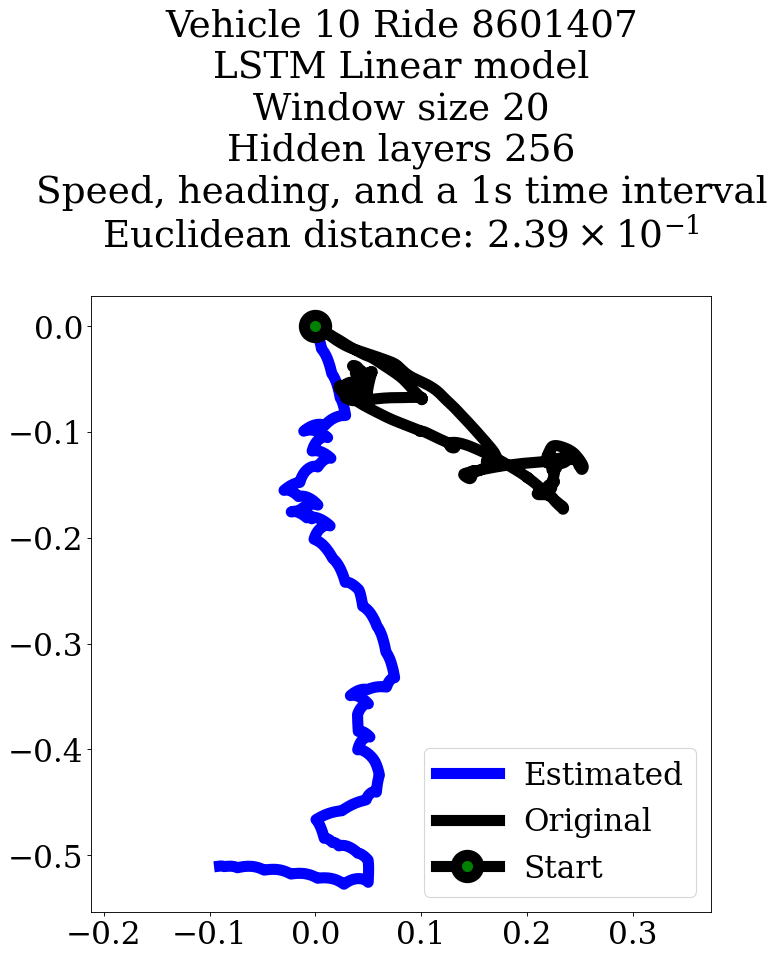 Vehicle 10 Ride 8601407
LSTM Linear model
Window size 20
Hidden layers 256
Speed, heading, and a 1s time interval
Euclidean distance: 2.39 × 10⁻¹
0.0
−0.1
−0.2
−0.3
−0.4
−0.5
Estimated
Original
Start
−0.2 −0.1 0.0 0.1 0.2 0.3